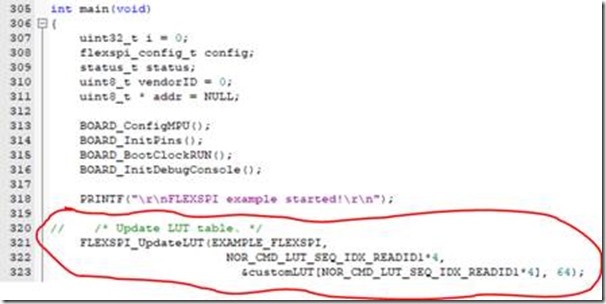 305 int main(void)
306 {
307 uint32_t i = 0;
308 flexspi_config_t config;
309 status_t status;
310 uint8_t vendorID = 0;
311 uint8_t * addr = NULL;
312
313 BOARD_ConfigMPU();
314 BOARD_InitPins();
315 BOARD_BootClockRUN();
316 BOARD_InitDebugConsole();
317
318 PRINTF("\r\nFLEXSPI example started!\r\n");
319
320 // /* Update LUT table. */
321 FLEXSPI_UpdateLUT(EXAMPLE_FLEXSPI,
322 NOR_CMD_LUT_SEQ_IDX_READID1*4,
323 &customLUT[NOR_CMD_LUT_SEQ_IDX_READID1*4], 64);